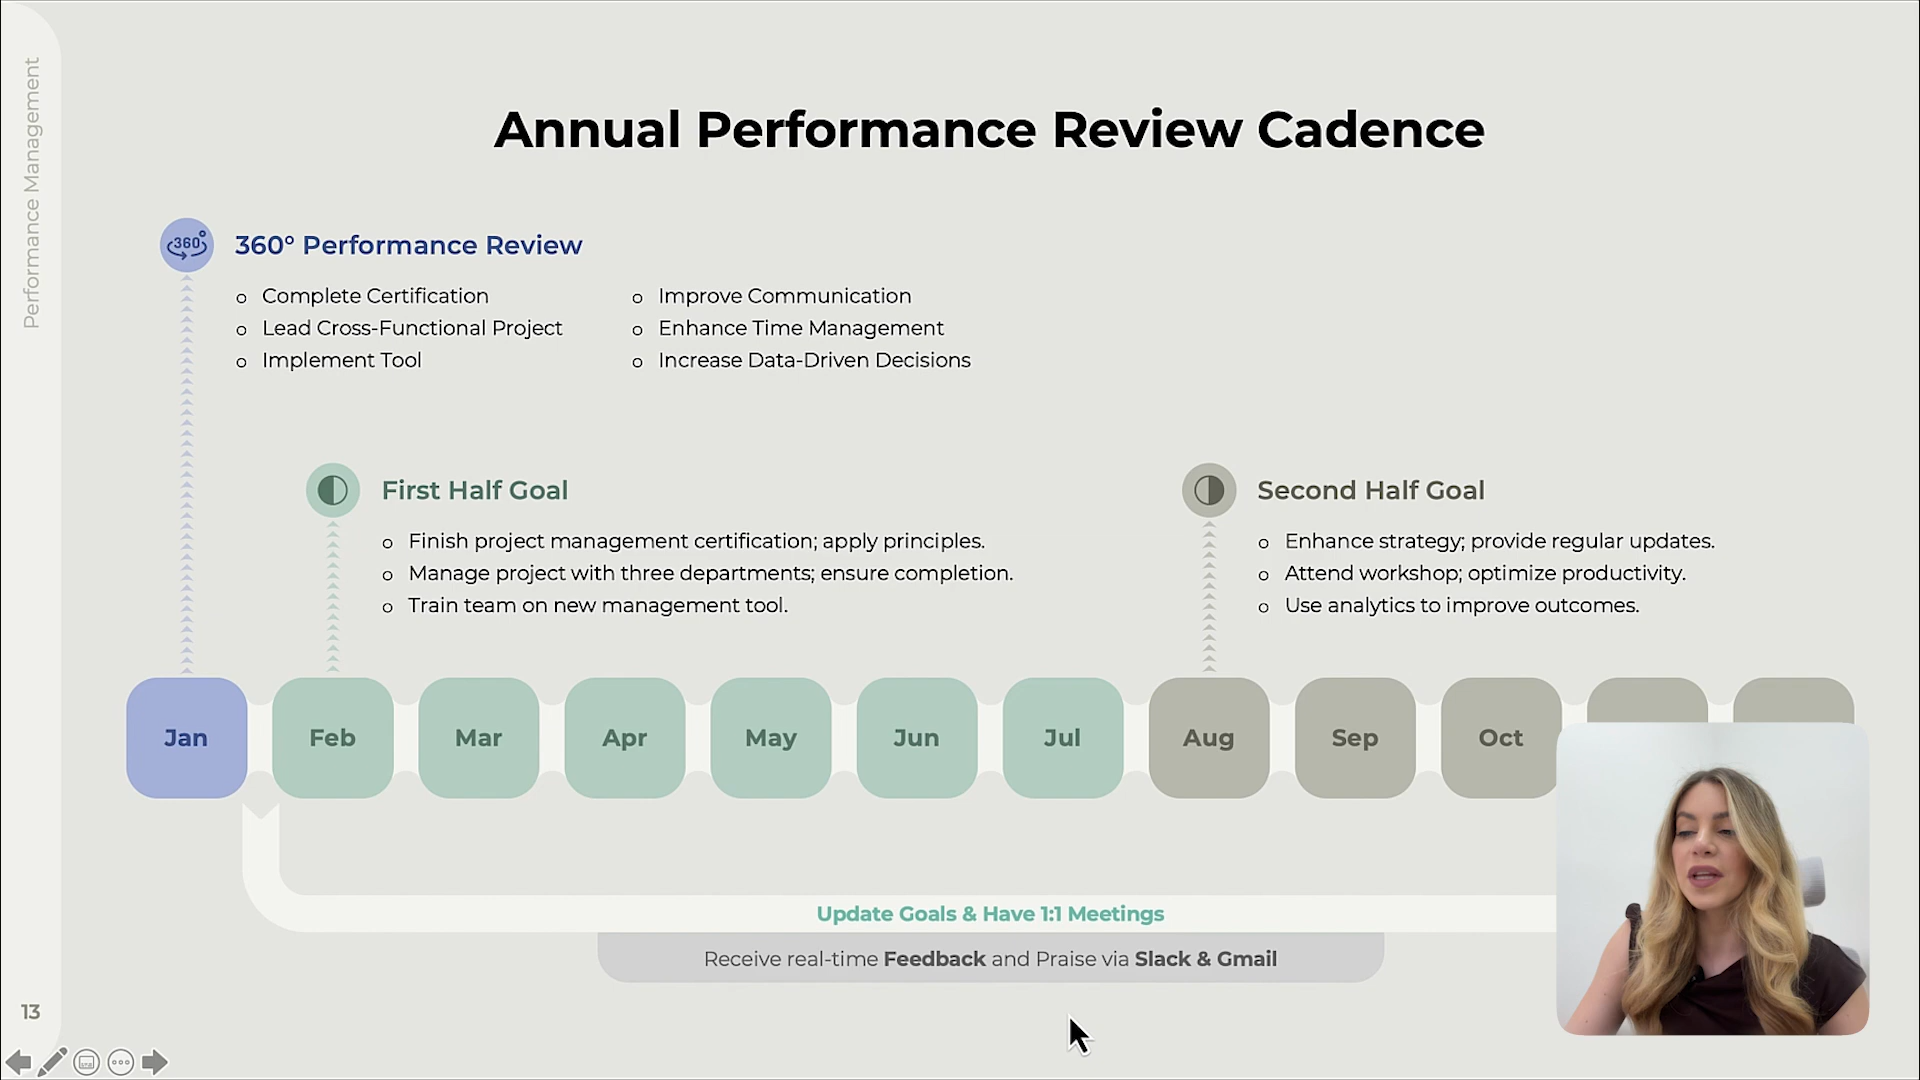 Performance Management
Annual Performance Review Cadence
360°
360° Performance Review
Complete Certification
Lead Cross-Functional Project
Implement Tool
Improve Communication
Enhance Time Management
Increase Data-Driven Decisions
First Half Goal
Finish project management certification; apply principles.
Manage project with three departments; ensure completion.
Train team on new management tool.
Second Half Goal
Enhance strategy; provide regular updates.
Attend workshop; optimize productivity.
Use analytics to improve outcomes.
Jan Feb Mar Apr May Jun Jul Aug Sep Oct
Update Goals & Have 1:1 Meetings
Receive real-time Feedback and Praise via Slack & Gmail
13